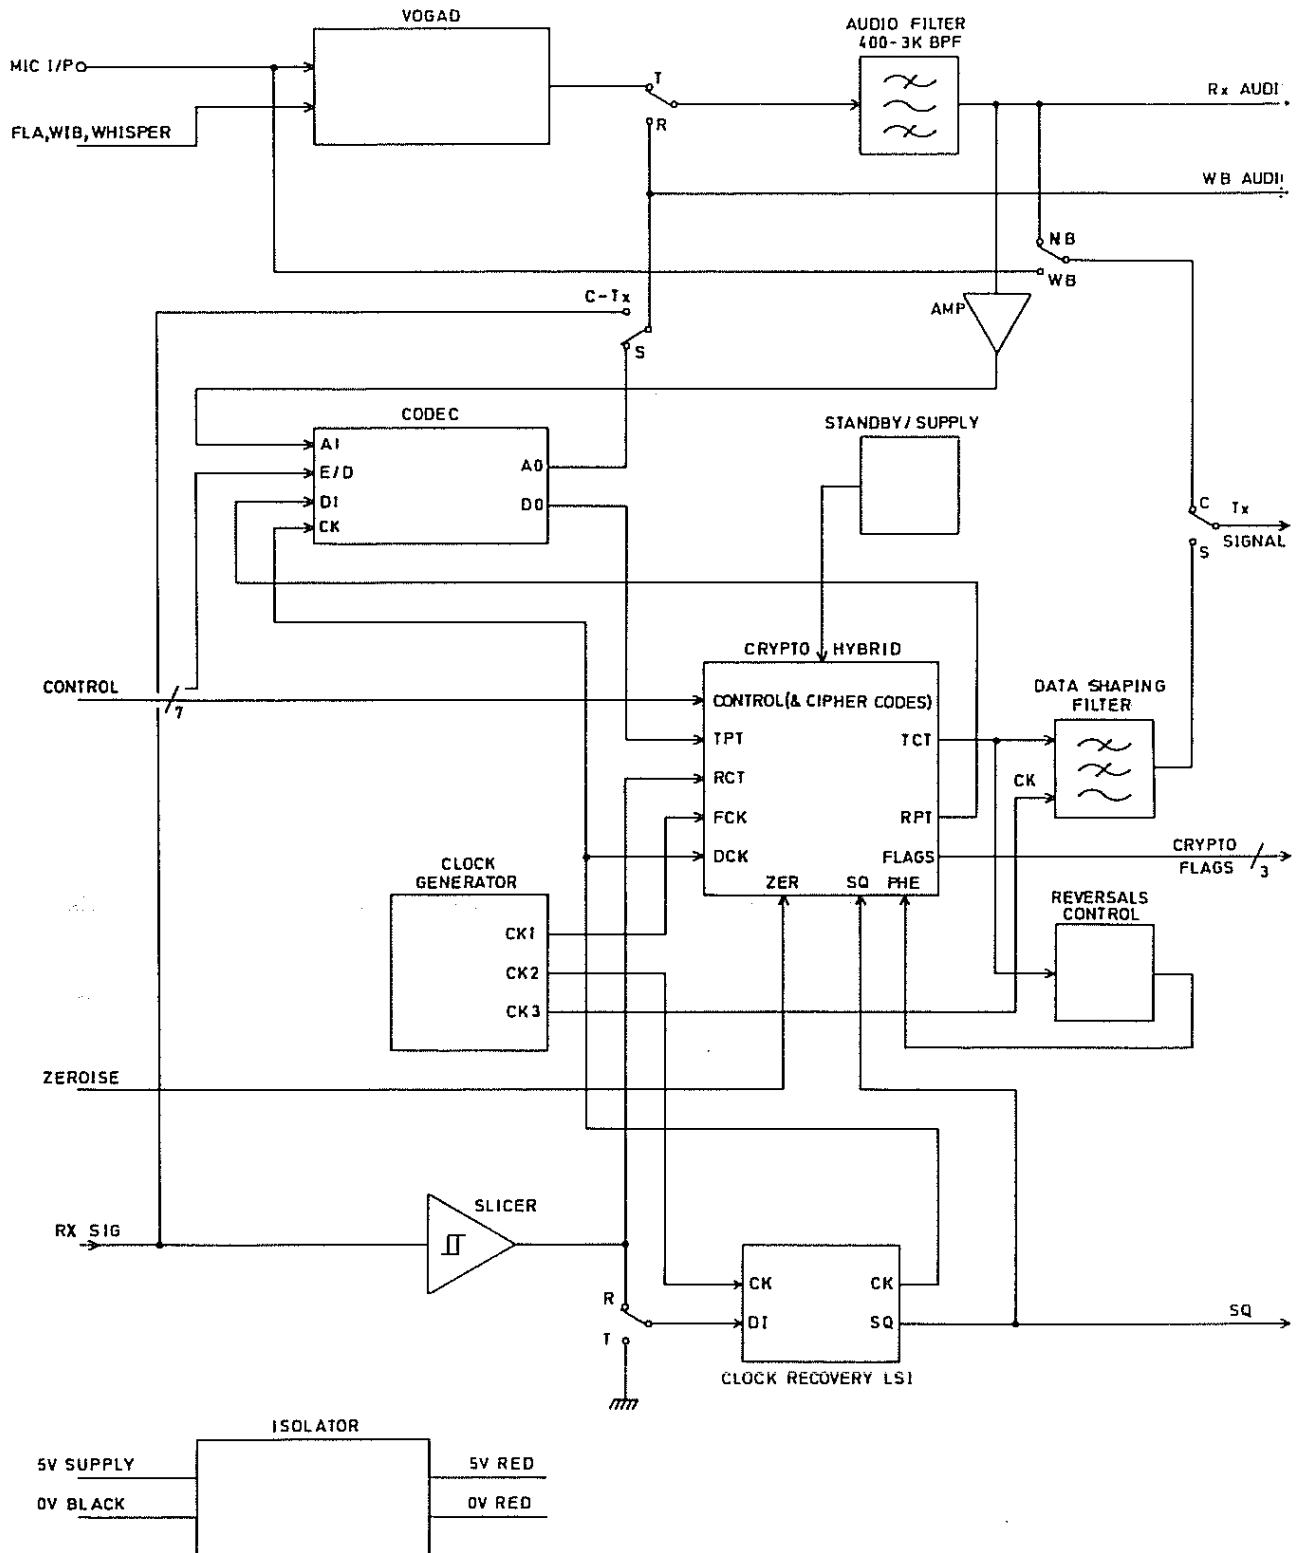 VOGAD
AUDIO FILTER
400-3K BPF
MIC I/P
T
Rx AUDI
FLA,WIB,WHISPER
R
WB AUDI
NB
WB
C-Tx
AMP
S
CODEC
STANDBY/SUPPLY
AI
E/D
A0
DI
D0
CK
C
Tx
SIGNAL
S
CRYPTO HYBRID
CONTROL
7
CONTROL(& CIPHER CODES)
DATA SHAPING
FILTER
TPT
TCT
RCT
CK
FCK
RPT
DCK
FLAGS
CRYPTO
FLAGS
3
CLOCK
GENERATOR
ZER
SQ
PHE
REVERSALS
CONTROL
CK1
CK2
CK3
ZEROISE
SLICER
RX SIG
CK
CK
R
DI
SQ
SQ
T
CLOCK RECOVERY LSI
ISOLATOR
5V SUPPLY
5V RED
0V BLACK
0V RED